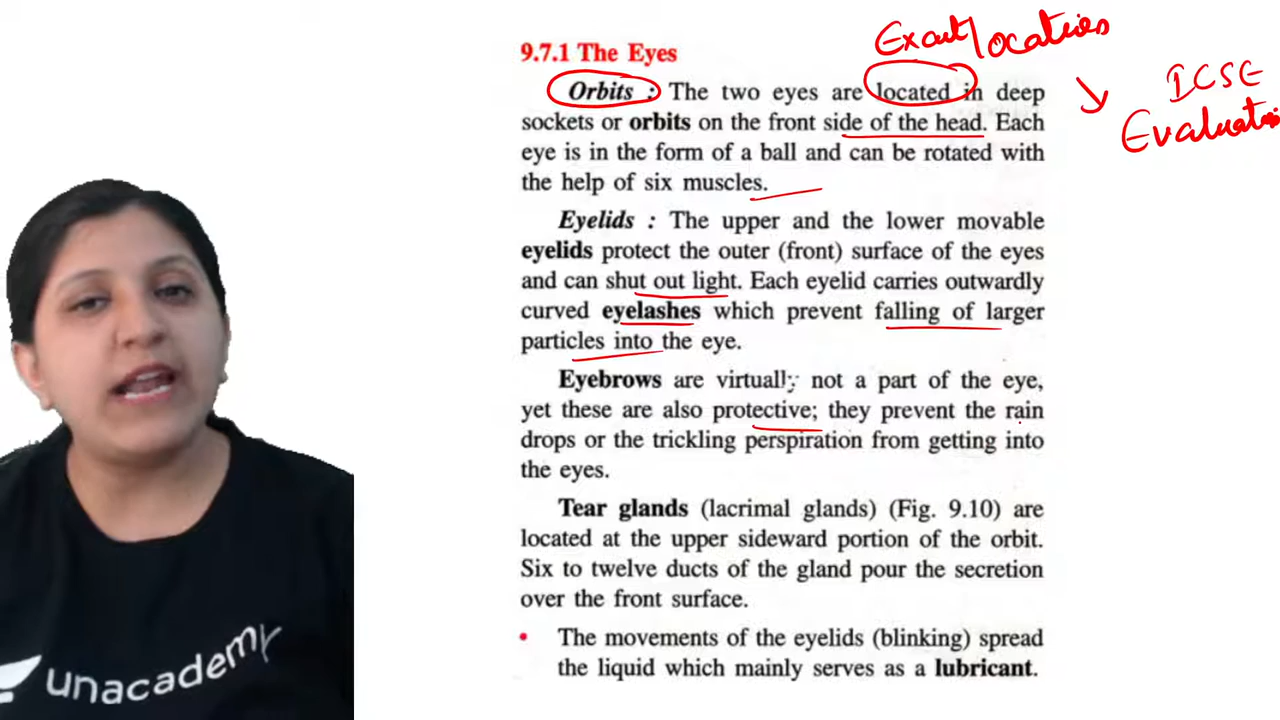 Exact locations
ICSE
Evaluation
9.7.1 The Eyes
Orbits : The two eyes are located in deep
sockets or orbits on the front side of the head. Each
eye is in the form of a ball and can be rotated with
the help of six muscles.
Eyelids : The upper and the lower movable
eyelids protect the outer (front) surface of the eyes
and can shut out light. Each eyelid carries outwardly
curved eyelashes which prevent falling of larger
particles into the eye.
Eyebrows are virtually not a part of the eye,
yet these are also protective; they prevent the rain
drops or the trickling perspiration from getting into
the eyes.
Tear glands (lacrimal glands) (Fig. 9.10) are
located at the upper sideward portion of the orbit.
Six to twelve ducts of the gland pour the secretion
over the front surface.
• The movements of the eyelids (blinking) spread
the liquid which mainly serves as a lubricant.
unacademy